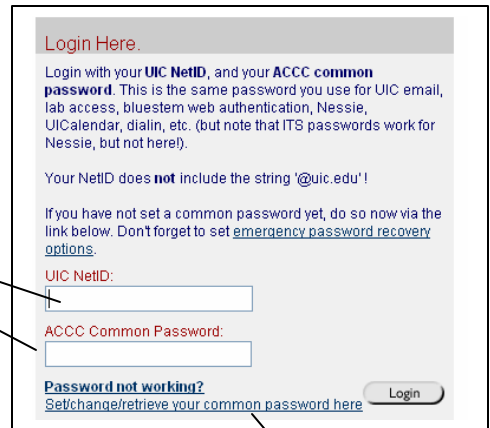 Login Here.
Login with your UIC NetID, and your ACCC common
password. This is the same password you use for UIC email,
lab access, bluestem web authentication, Nessie,
UICalendar, dialin, etc. (but note that ITS passwords work for
Nessie, but not here!).
Your NetID does not include the string '@uic.edu' !
If you have not set a common password yet, do so now via the
link below. Don't forget to set emergency password recovery
options.
UIC NetID:
ACCC Common Password:
Password not working?
Set/change/retrieve your common password here
Login